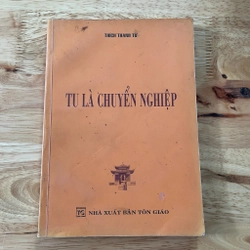 THÍCH THANH TỪ
TU LÀ CHUYỂN NGHIỆP
NHÀ XUẤT BẢN TÔN GIÁO